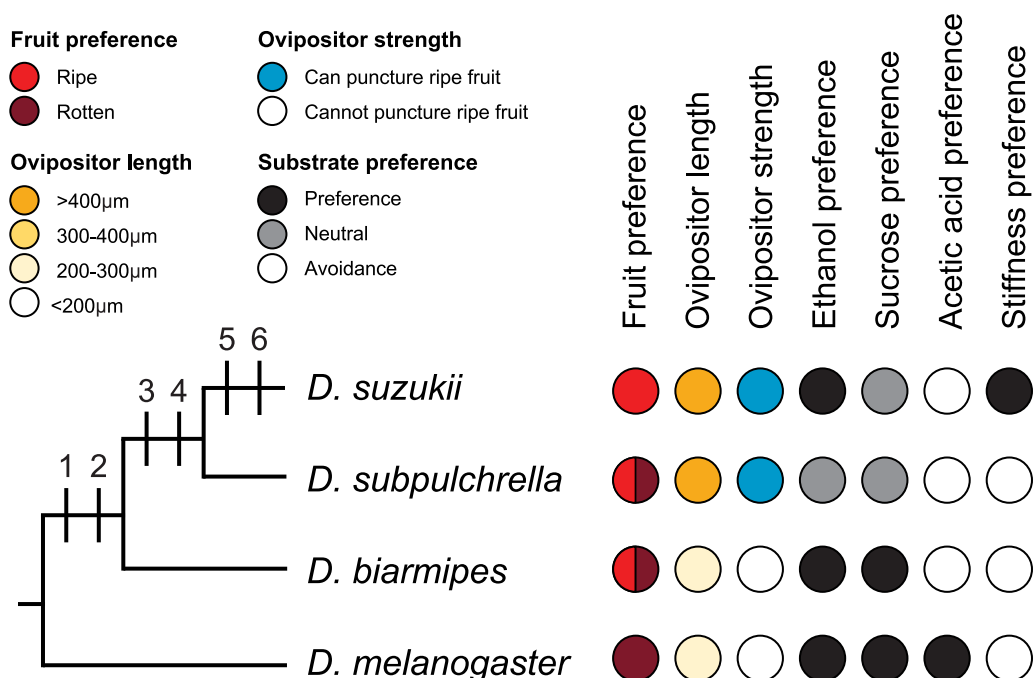 Fruit preference
Ripe
Rotten
Ovipositor strength
Can puncture ripe fruit
Cannot puncture ripe fruit
Ovipositor length
>400µm
300-400µm
200-300µm
<200µm
Substrate preference
Preference
Neutral
Avoidance
Fruit preference
Ovipositor length
Ovipositor strength
Ethanol preference
Sucrose preference
Acetic acid preference
Stiffness preference
5 6
3 4
1 2
D. suzukii
D. subpulchrella
D. biarmipes
D. melanogaster